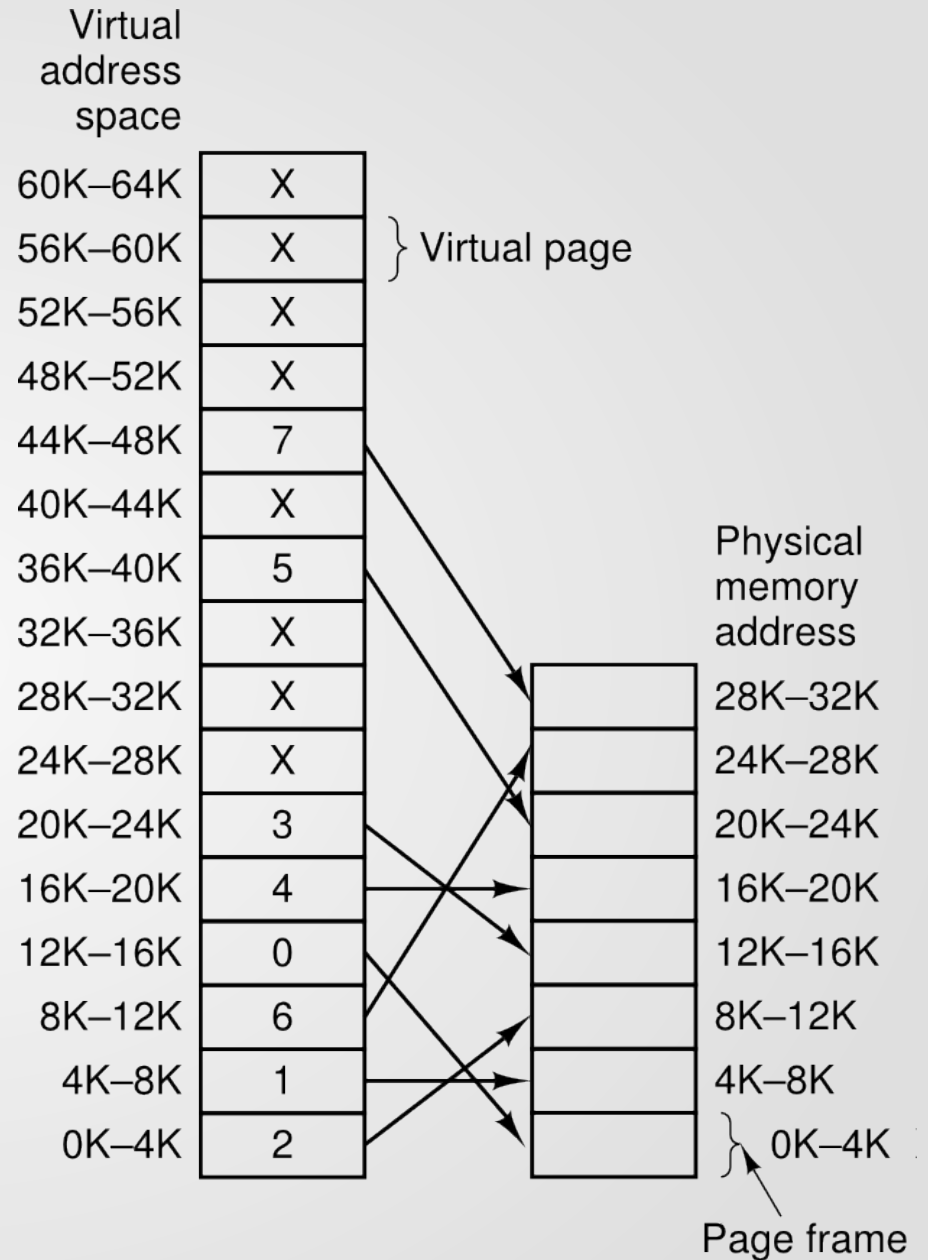 Virtual
address
space
60K–64K X
56K–60K X Virtual page
52K–56K X
48K–52K X
44K–48K 7
40K–44K X
36K–40K 5
32K–36K X
28K–32K X
24K–28K X
20K–24K 3
16K–20K 4
12K–16K 0
8K–12K 6
4K–8K 1
0K–4K 2
Physical
memory
address
28K–32K
24K–28K
20K–24K
16K–20K
12K–16K
8K–12K
4K–8K
0K–4K
Page frame